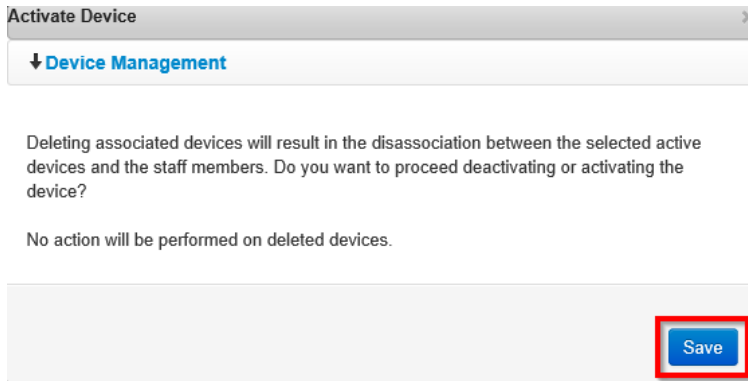 Activate Device
Device Management
Deleting associated devices will result in the disassociation between the selected active
devices and the staff members. Do you want to proceed deactivating or activating the
device?
No action will be performed on deleted devices.
Save